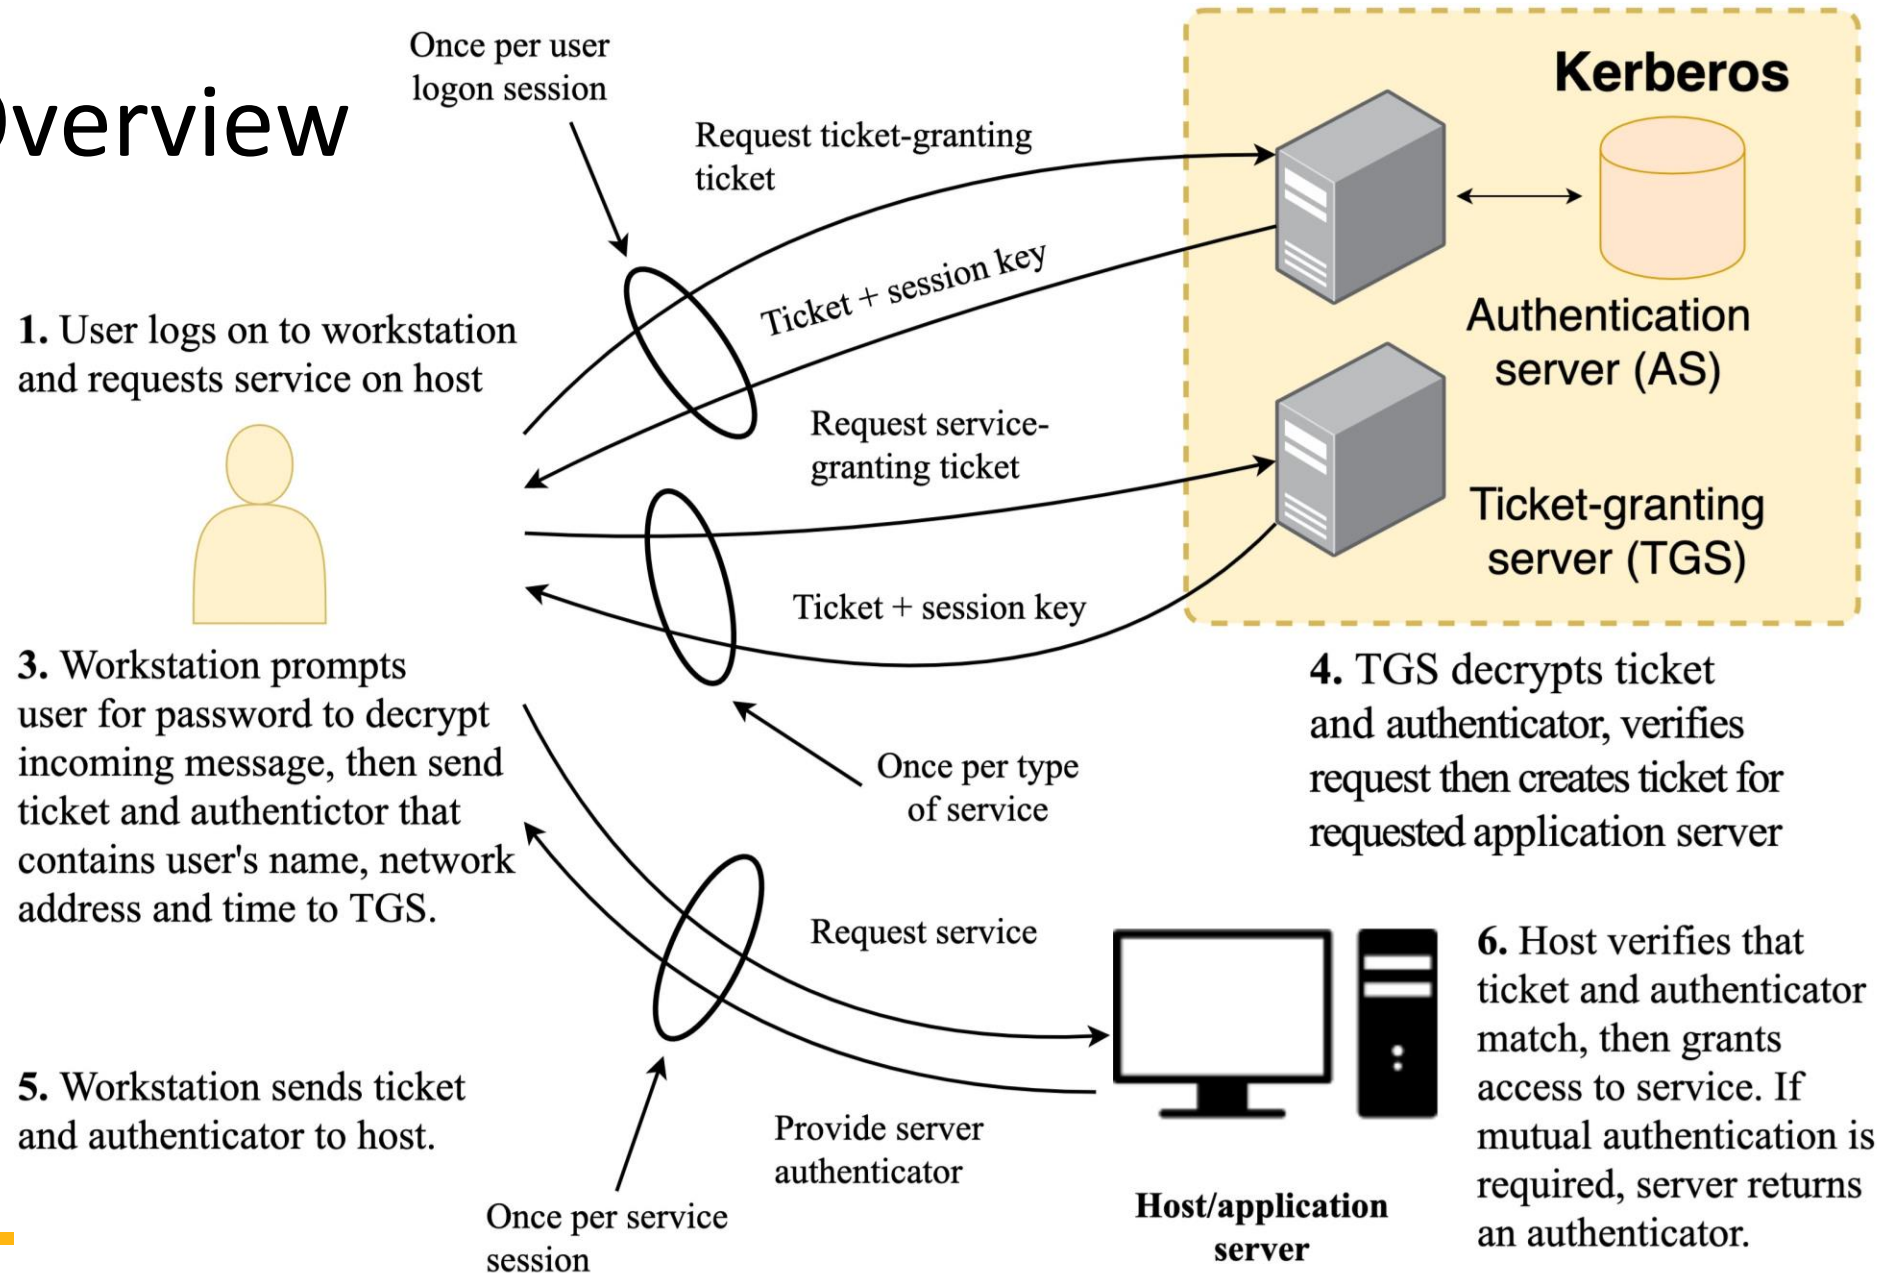 Overview
Once per user
logon session
Request ticket-granting
ticket
Kerberos
Ticket + session key
1. User logs on to workstation
and requests service on host
Authentication
server (AS)
Request service-
granting ticket
Ticket-granting
server (TGS)
Ticket + session key
3. Workstation prompts
user for password to decrypt
incoming message, then send
ticket and authentictor that
contains user's name, network
address and time to TGS.
4. TGS decrypts ticket
and authenticator, verifies
request then creates ticket for
requested application server
Once per type
of service
Request service
6. Host verifies that
ticket and authenticator
match, then grants
access to service. If
mutual authentication is
required, server returns
an authenticator.
5. Workstation sends ticket
and authenticator to host.
Provide server
authenticator
Once per service
session
Host/application
server